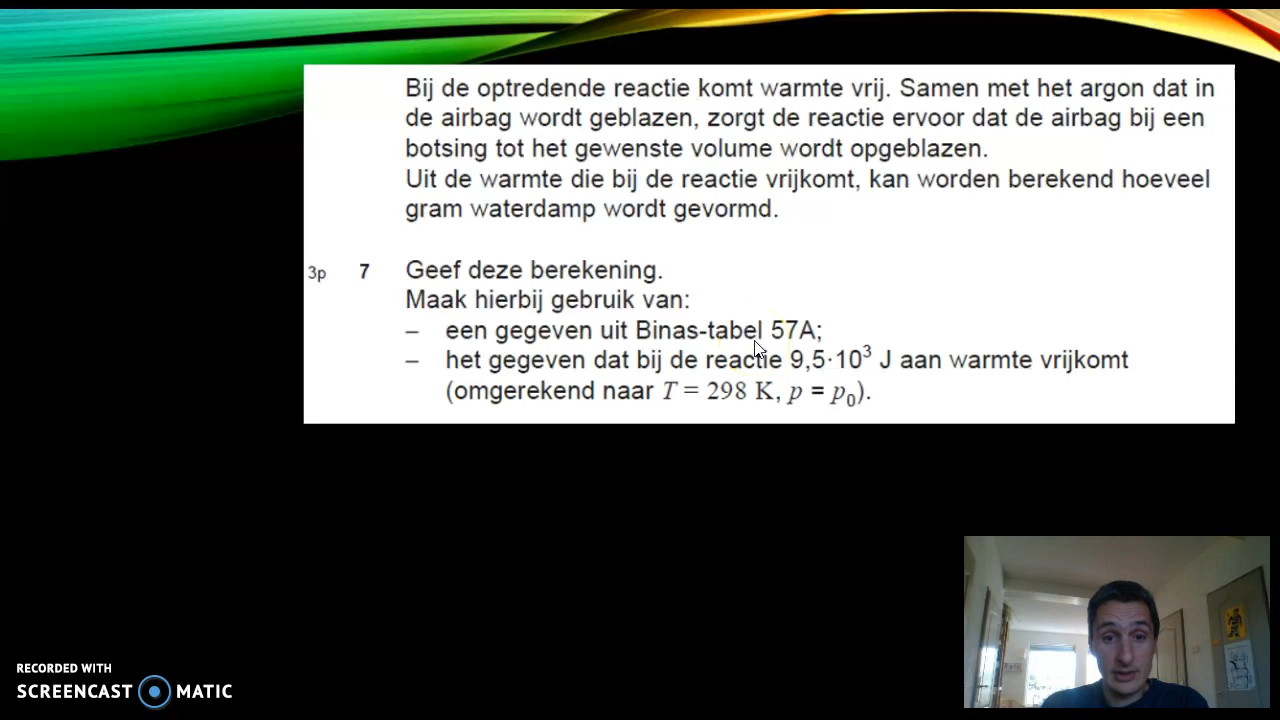 Bij de optredende reactie komt warmte vrij. Samen met het argon dat in
de airbag wordt geblazen, zorgt de reactie ervoor dat de airbag bij een
botsing tot het gewenste volume wordt opgeblazen.
Uit de warmte die bij de reactie vrijkomt, kan worden berekend hoeveel
gram waterdamp wordt gevormd.
3p 7 Geef deze berekening.
Maak hierbij gebruik van:
– een gegeven uit Binas-tabel 57A;
– het gegeven dat bij de reactie 9,5·10³ J aan warmte vrijkomt
(omgerekend naar T = 298 K, p = p₀).
RECORDED WITH
SCREENCAST MATIC